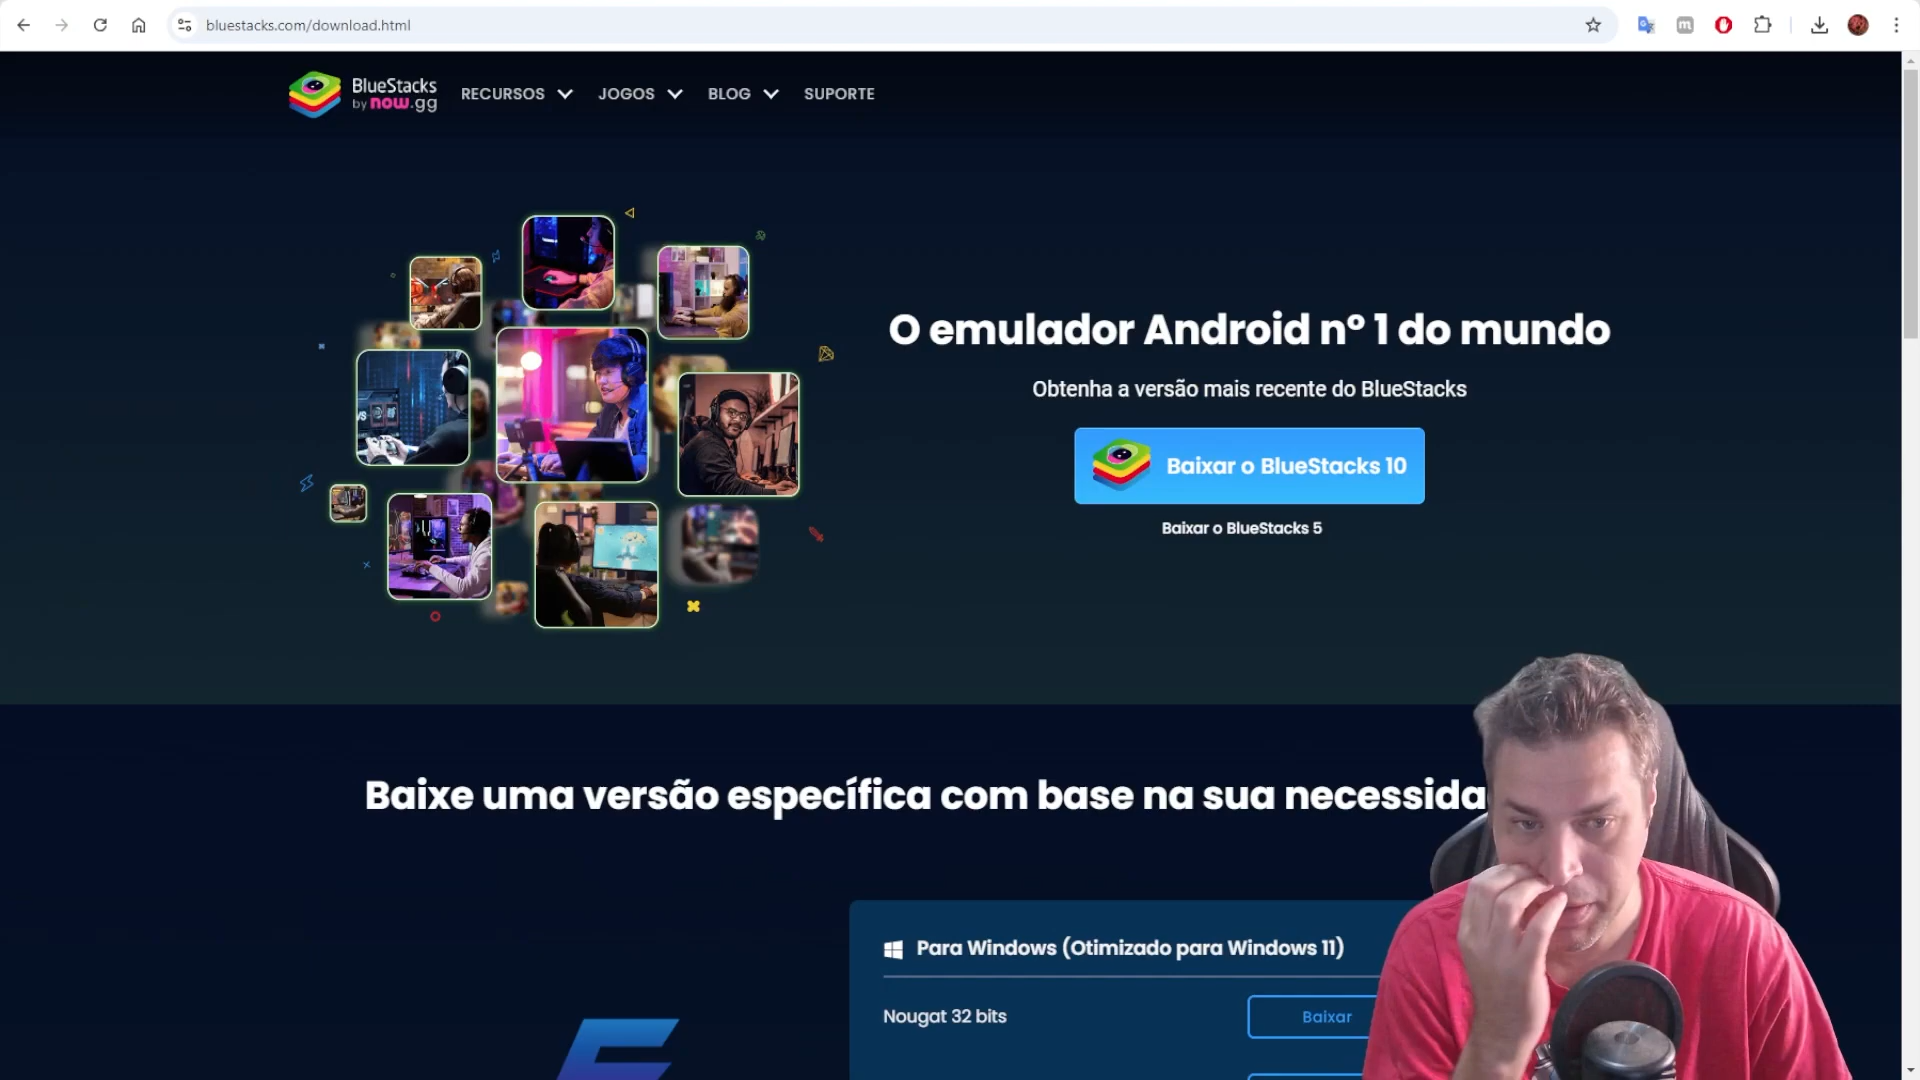 bluestacks.com/download.html
BlueStacks
by now.gg
RECURSOS
JOGOS
BLOG
SUPORTE
O emulador Android nº 1 do mundo
Obtenha a versão mais recente do BlueStacks
Baixar o BlueStacks 10
Baixar o BlueStacks 5
Baixe uma versão específica com base na sua necessida
Para Windows (Otimizado para Windows 11)
Nougat 32 bits
Baixar